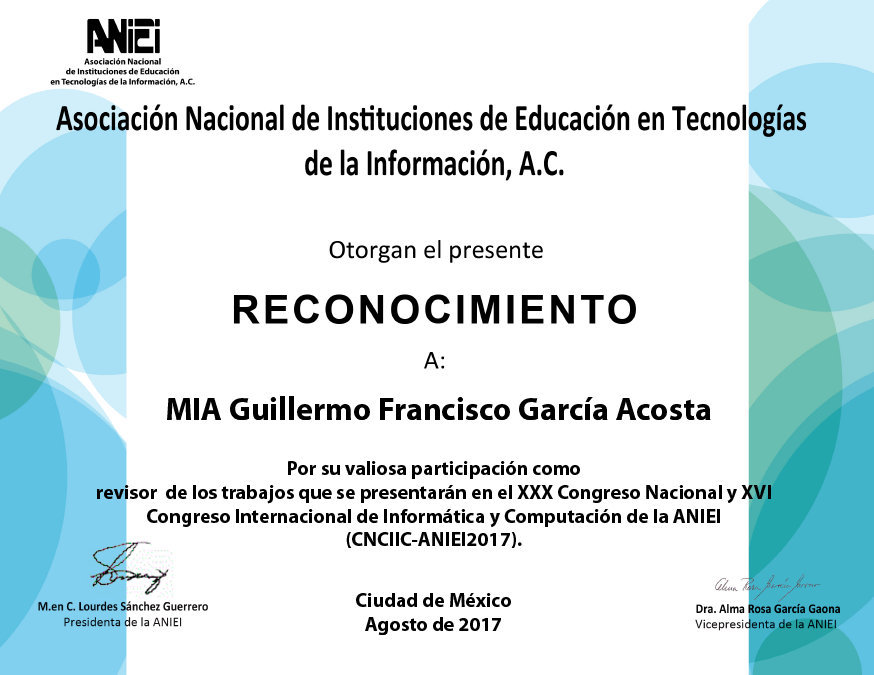 ANIEI
Asociación Nacional
de Instituciones de Educación
en Tecnologías de la Información, A.C.
Asociación Nacional de Instituciones de Educación en Tecnologías
de la Información, A.C.
Otorgan el presente
RECONOCIMIENTO
A:
MIA Guillermo Francisco García Acosta
Por su valiosa participación como
revisor de los trabajos que se presentarán en el XXX Congreso Nacional y XVI
Congreso Internacional de Informática y Computación de la ANIEI
(CNCIIC-ANIEI2017).
Ciudad de México
Agosto de 2017
M.en C. Lourdes Sánchez Guerrero
Presidenta de la ANIEI
Alma Rosa García Gaona
Dra. Alma Rosa García Gaona
Vicepresidenta de la ANIEI